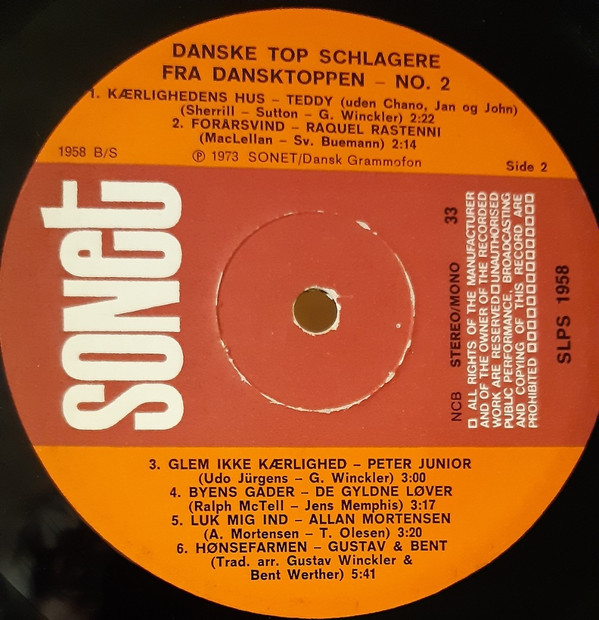 DANSKE TOP SCHLAGERE
FRA DANSKTOPPEN – NO. 2
1. KÆRLIGHEDENS HUS – TEDDY (uden Chano, Jan og John)
(Sherrill – Sutton – G. Winckler) 2:22
2. FORÅRSVIND – RAQUEL RASTENNI
(MacLellan – Sv. Buemann) 2:14
1958 B/S
℗ 1973 SONET/Dansk Grammofon
Side 2
SONET
NCB STEREO/MONO 33
□ ALL RIGHTS OF THE MANUFACTURER
AND OF THE OWNER OF THE RECORDED
WORK ARE RESERVED□UNAUTHORISED
PUBLIC PERFORMANCE, BROADCASTING
AND COPYING OF THIS RECORD ARE
PROHIBITED □□□□□□□□□□□□
SLPS 1958
3. GLEM IKKE KÆRLIGHED – PETER JUNIOR
(Udo Jürgens – G. Winckler) 3:00
4. BYENS GADER – DE GYLDNE LØVER
(Ralph McTell – Jens Memphis) 3:17
5. LUK MIG IND – ALLAN MORTENSEN
(A. Mortensen – T. Olesen) 3:20
6. HØNSEFARMEN – GUSTAV & BENT
(Trad. arr. Gustav Winckler &
Bent Werther) 5:41